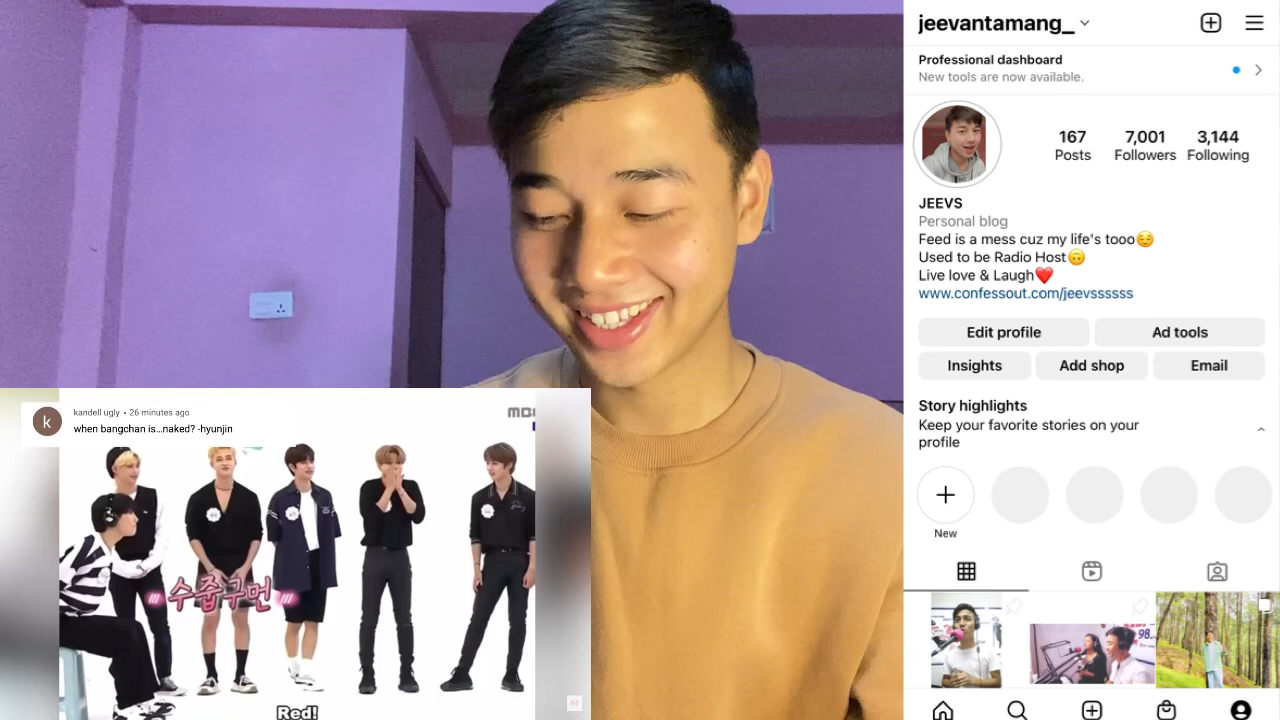 jeevantamang_
Professional dashboard
New tools are now available.
167
7,001
3,144
Posts
Followers
Following
JEEVS
Personal blog
Feed is a mess cuz my life's tooo😌
Used to be Radio Host🙃
Live love & Laugh❤️
www.confessout.com/jeevssssss
Edit profile
Ad tools
Insights
Add shop
Email
Story highlights
Keep your favorite stories on your
profile
New
98.
k
kandell ugly • 26 minutes ago
when bangchan is...naked? -hyunjin
수줍구먼
Red!